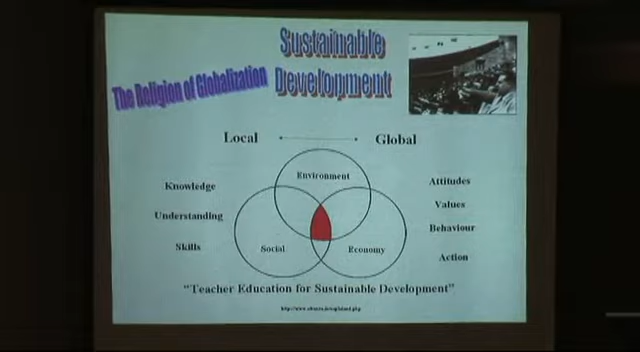 Sustainable
Development
The Religion of Globalization
Local
Global
Environment
Knowledge
Attitudes
Values
Understanding
Behaviour
Skills
Social
Economy
Action
“Teacher Education for Sustainable Development”